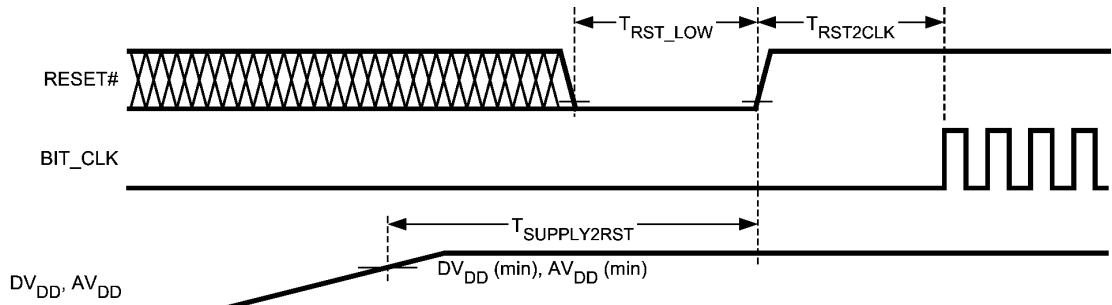 T_RST_LOW T_RST2CLK
RESET#
BIT_CLK
T_SUPPLY2RST
DV_DD (min), AV_DD (min)
DV_DD, AV_DD